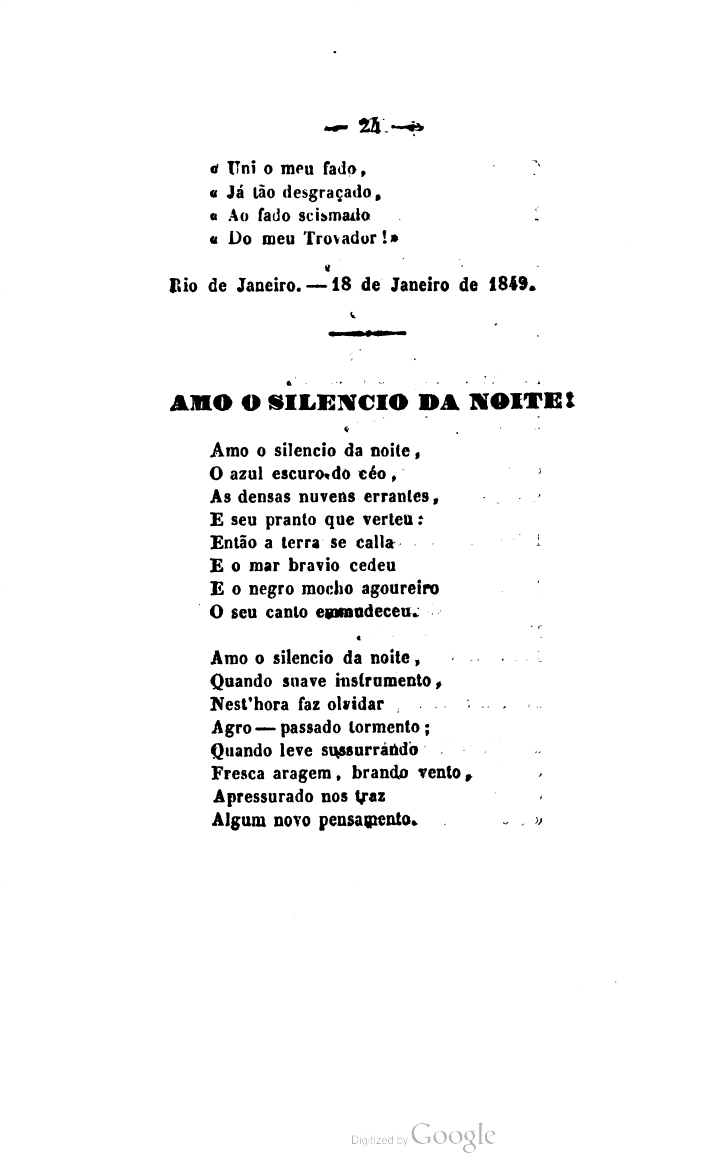 — 24 —
« Uni o meu fado,
« Já tão desgraçado,
« Ao fado scismado
« Do meu Trovador!»
Rio de Janeiro. — 18 de Janeiro de 1849.
AMO O SILENCIO DA NOITE!
Amo o silencio da noite,
O azul escuro do céo,
As densas nuvens errantes,
E seu pranto que verteu:
Então a terra se calla
E o mar bravio cedeu
E o negro mocho agoureiro
O seu canto emmudeceu.
Amo o silencio da noite,
Quando suave instrumento,
Nest'hora faz olvidar
Agro — passado tormento;
Quando leve sussurrando
Fresca aragem, brando vento,
Apressurado nos traz
Algum novo pensamento.
Digitized by Google